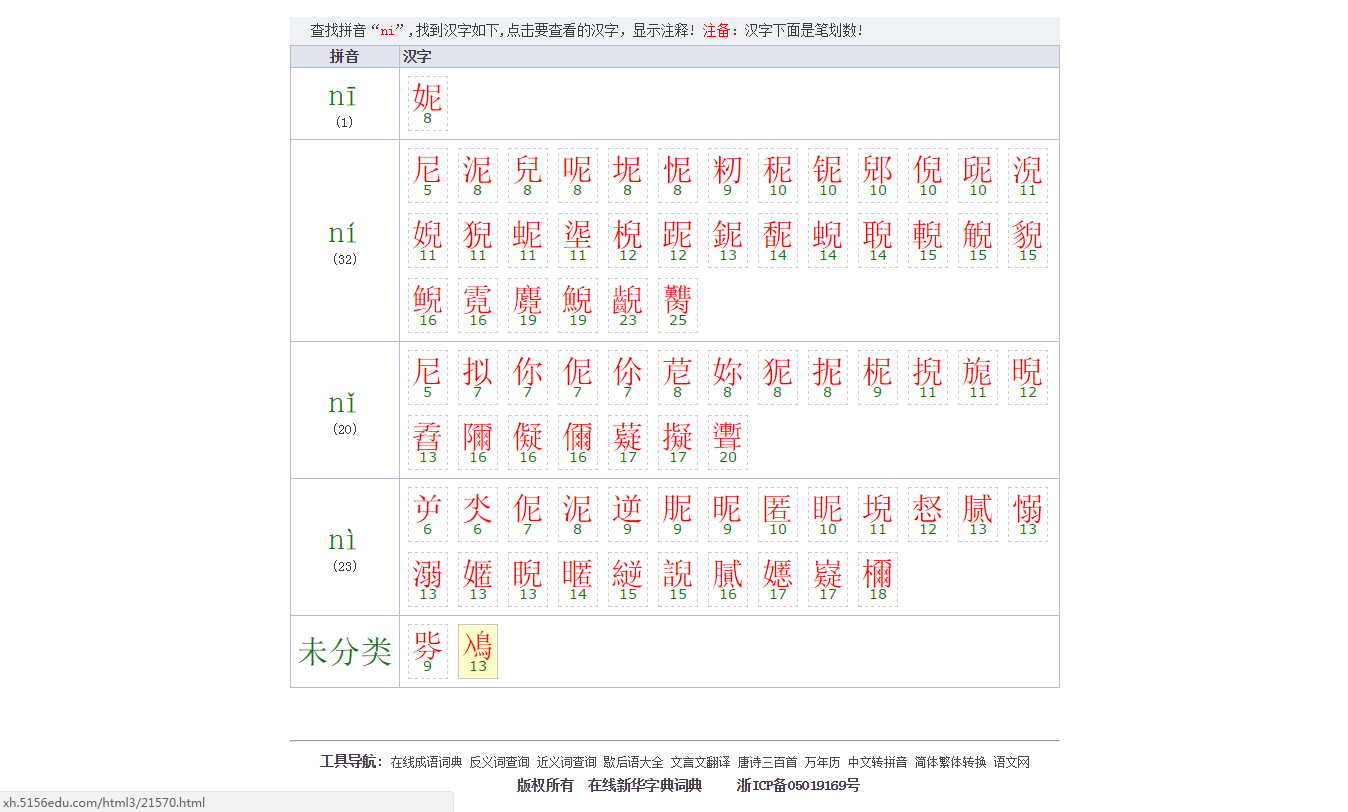 查找拼音“ni”,找到汉字如下,点击要查看的汉字，显示注释！注备：汉字下面是笔划数！
拼音 汉字
nī
(1)
妮
8
ní
(32)
尼 泥 兒 呢 坭 怩 籾 秜 铌 郳 倪 屔 淣
5 8 8 8 8 8 9 10 10 10 10 10 11
婗 猊 蚭 埿 棿 跜 鈮 馜 蜺 聣 輗 觬 貎
11 11 11 11 12 12 13 14 14 14 15 15 15
鲵 霓 麑 鯢 齯 臡
16 16 19 19 23 25
nǐ
(20)
尼 拟 你 伲 伱 苨 妳 狔 抳 柅 掜 旎 晲
5 7 7 7 7 8 8 8 8 9 11 11 12
孴 隬 儗 儞 薿 擬 聻
13 16 16 16 17 17 20
nì
(23)
屰 氼 伲 泥 逆 胒 昵 匿 眤 堄 惄 腻 愵
6 6 7 8 9 9 9 10 10 11 12 13 13
溺 嫟 睨 暱 縌 誽 膩 嬺 嶷 檷
13 13 13 14 15 15 16 17 17 18
未分类
9 13
工具导航： 在线成语词典 反义词查询 近义词查询 歇后语大全 文言文翻译 唐诗三百首 万年历 中文转拼音 简体繁体转换 语文网
版权所有 在线新华字典词典 浙ICP备05019169号
xh.5156edu.com/html3/21570.html